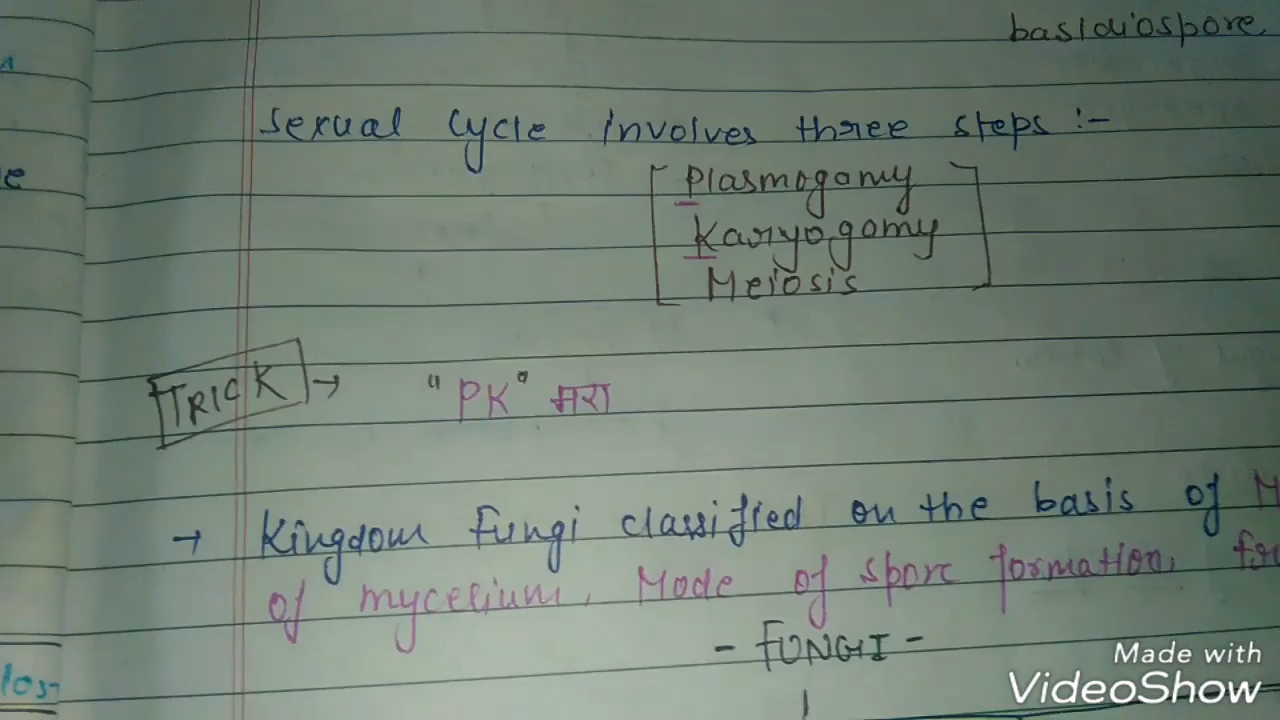 basidiospore
Sexual Cycle involves three steps :-
Plasmogamy
Karyogamy
Meiosis
TRICK → "PK" मरा
→ Kingdom Fungi classified on the basis of M
of mycelium, Mode of spore formation, for
- FUNGI -
Made with
VideoShow